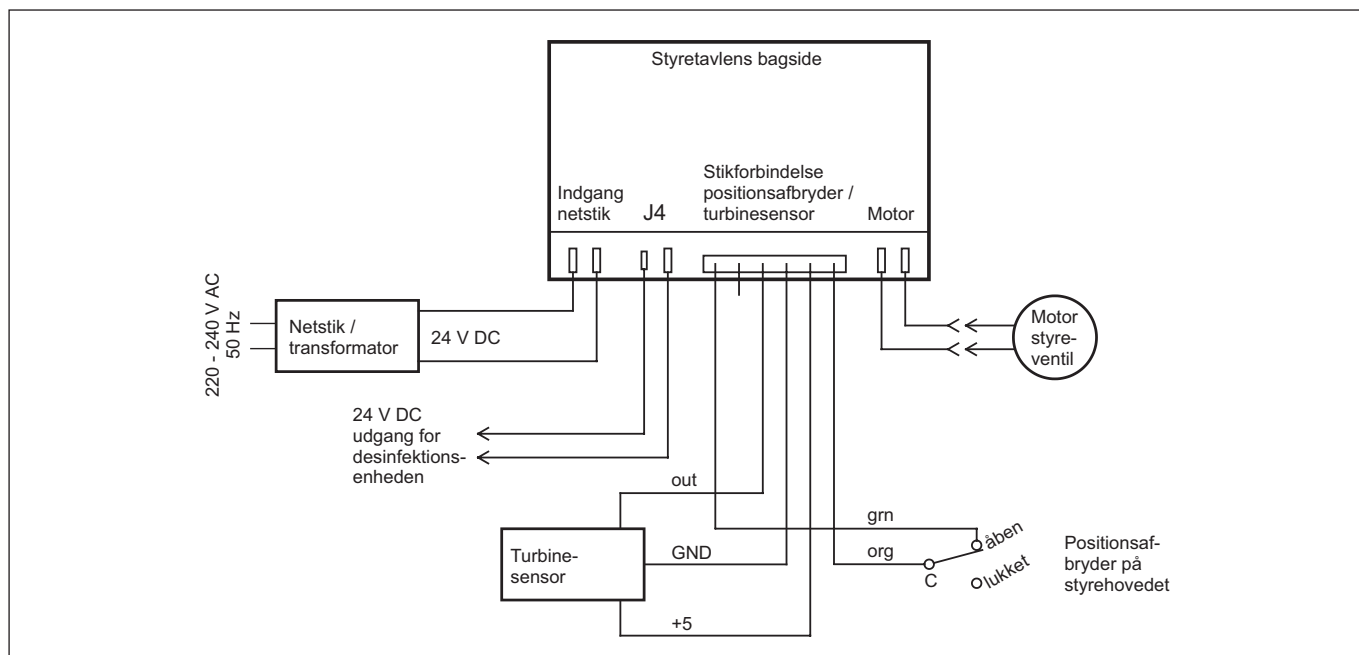 Styretavlens bagside
Indgang
netstik
J4
Stikforbindelse
positionsafbryder /
turbinesensor
Motor
220 - 240 V AC
50 Hz
Netstik /
transformator
24 V DC
Motor
styre-
ventil
24 V DC
udgang for
desinfektions-
enheden
out
grn
GND
org
+5
Turbine-
sensor
C
åben
lukket
Positionsaf-
bryder på
styrehovedet